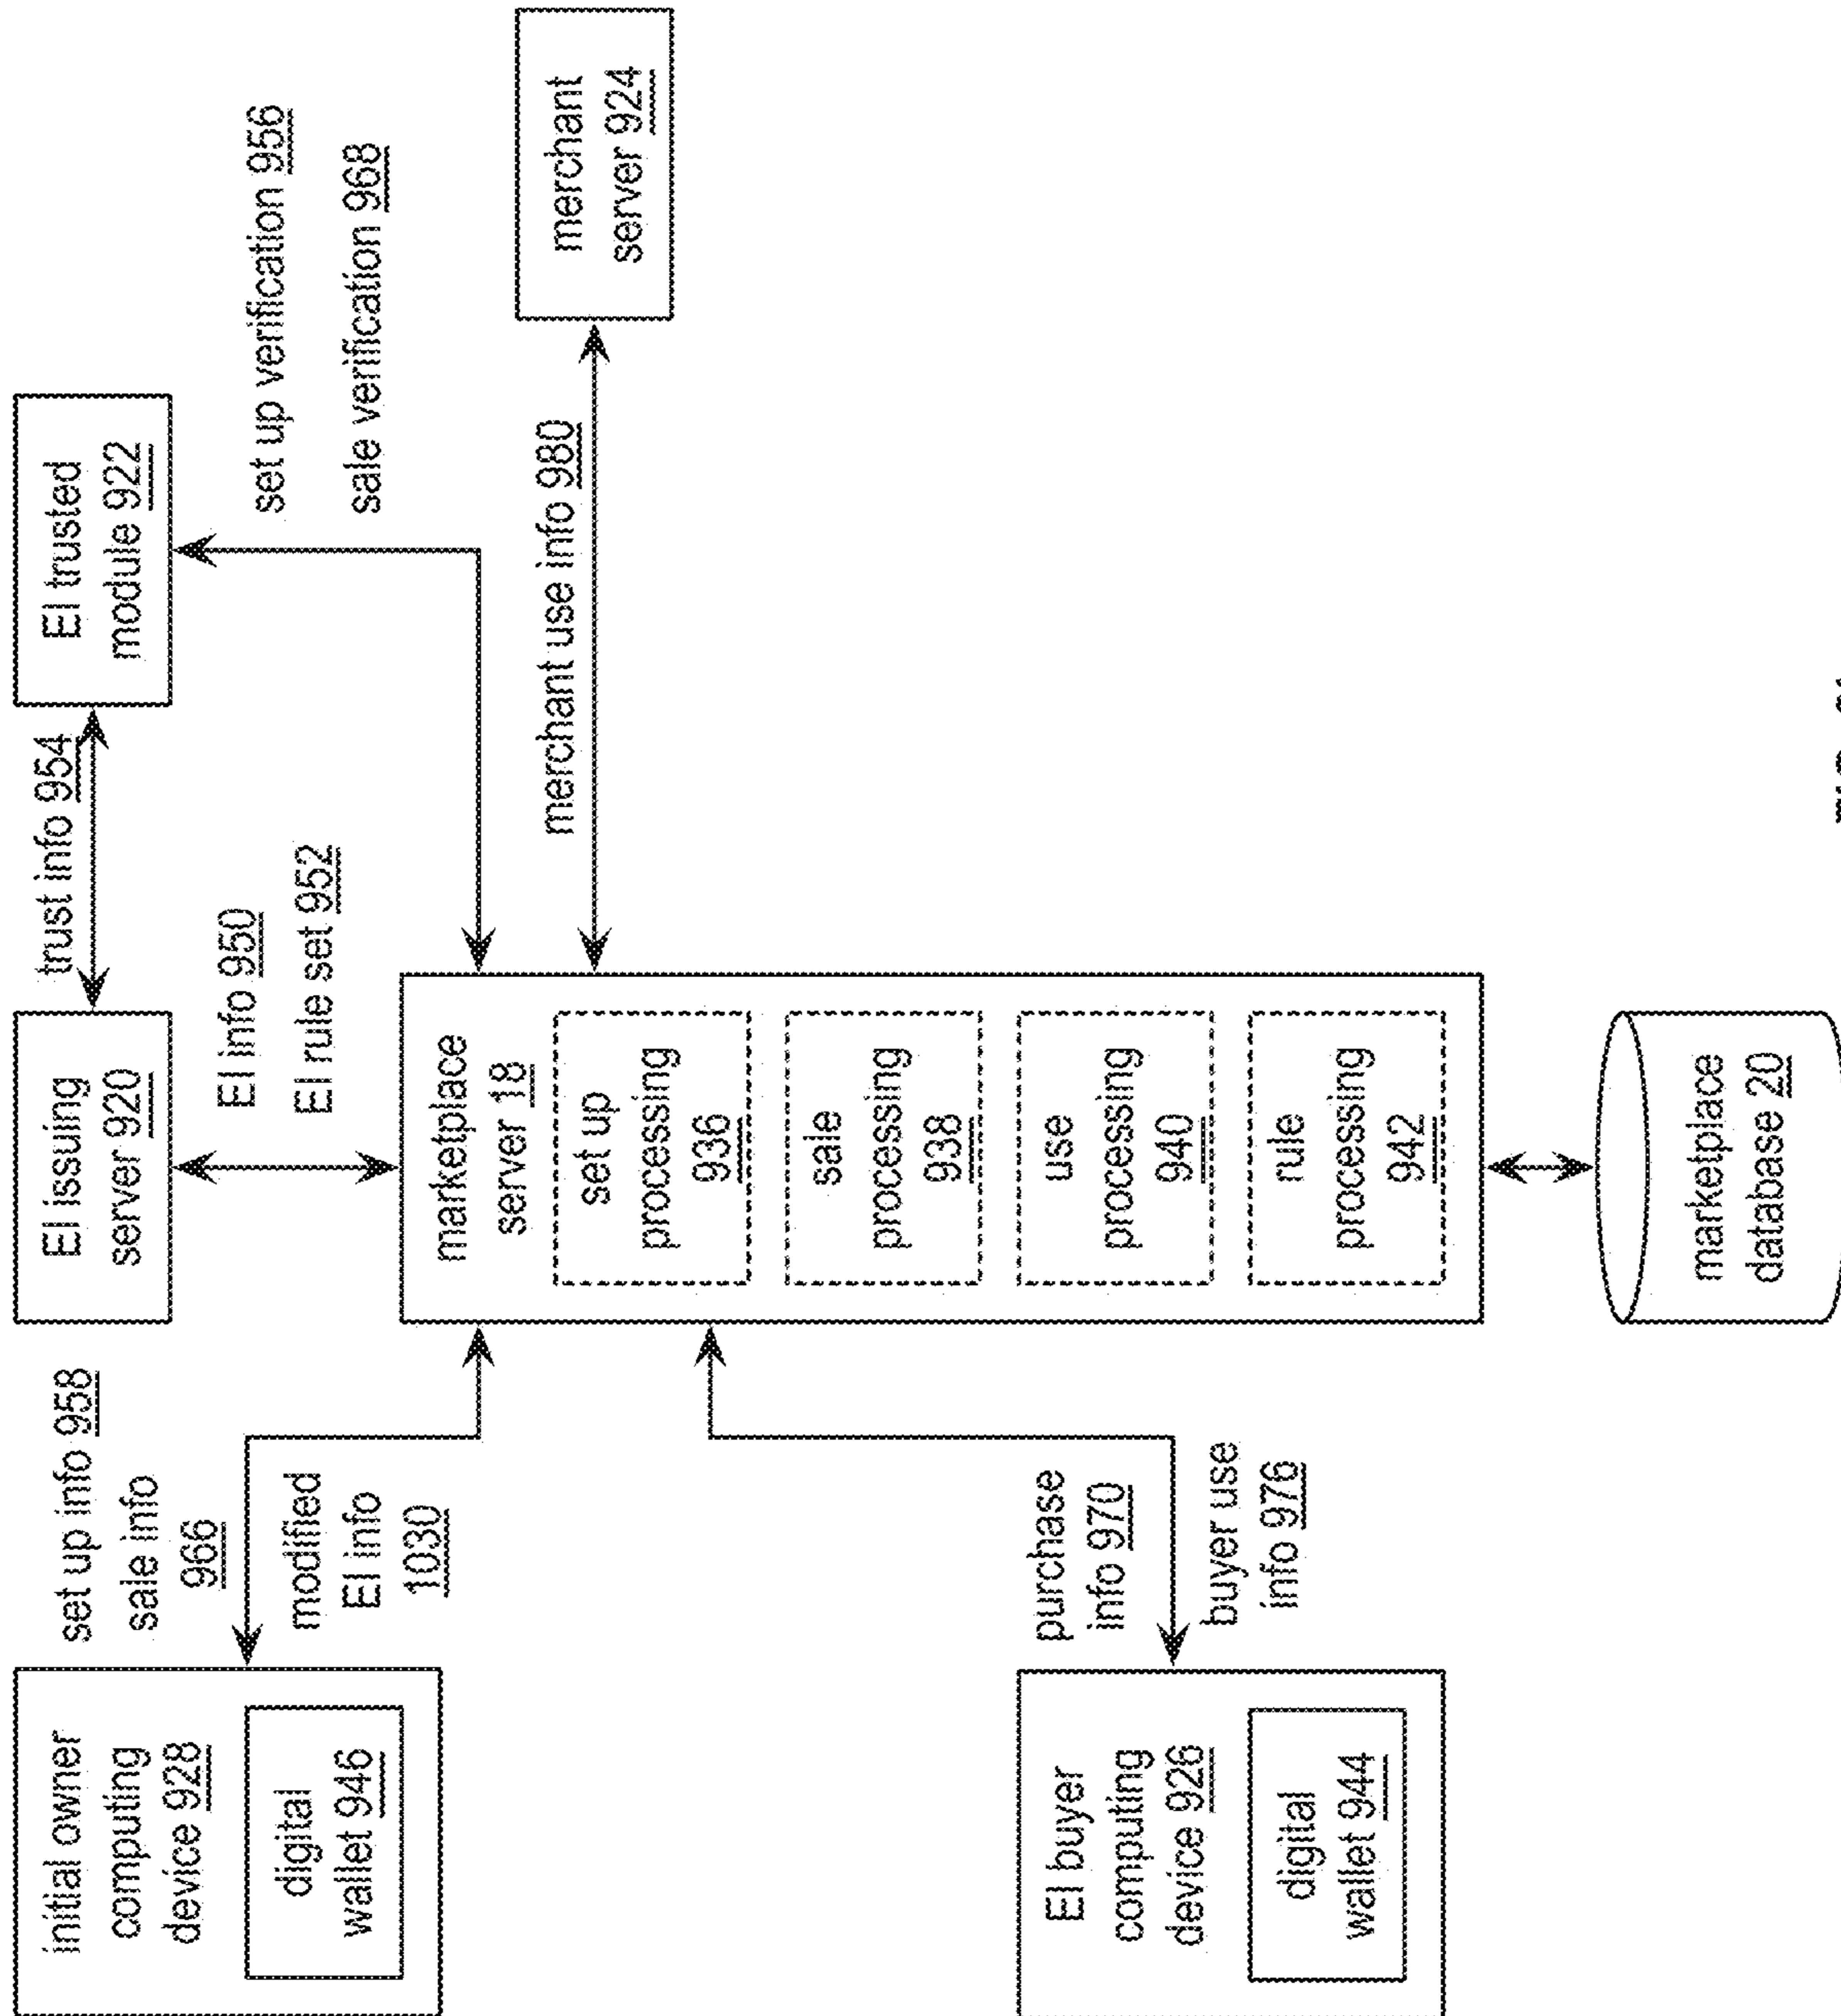 initial owner
computing
device 928
digital
wallet 946
set up info 958
sale info
966
modified
EI info
1030
EI issuing
server 920
trust info 954
EI trusted
module 922
EI info 950
EI rule set 952
set up verification 956
sale verification 968
marketplace
server 18
set up
processing
936
sale
processing
938
use
processing
940
rule
processing
942
merchant use info 980
merchant
server 924
EI buyer
computing
device 926
digital
wallet 944
purchase
info 970
buyer use
info 976
marketplace
database 20